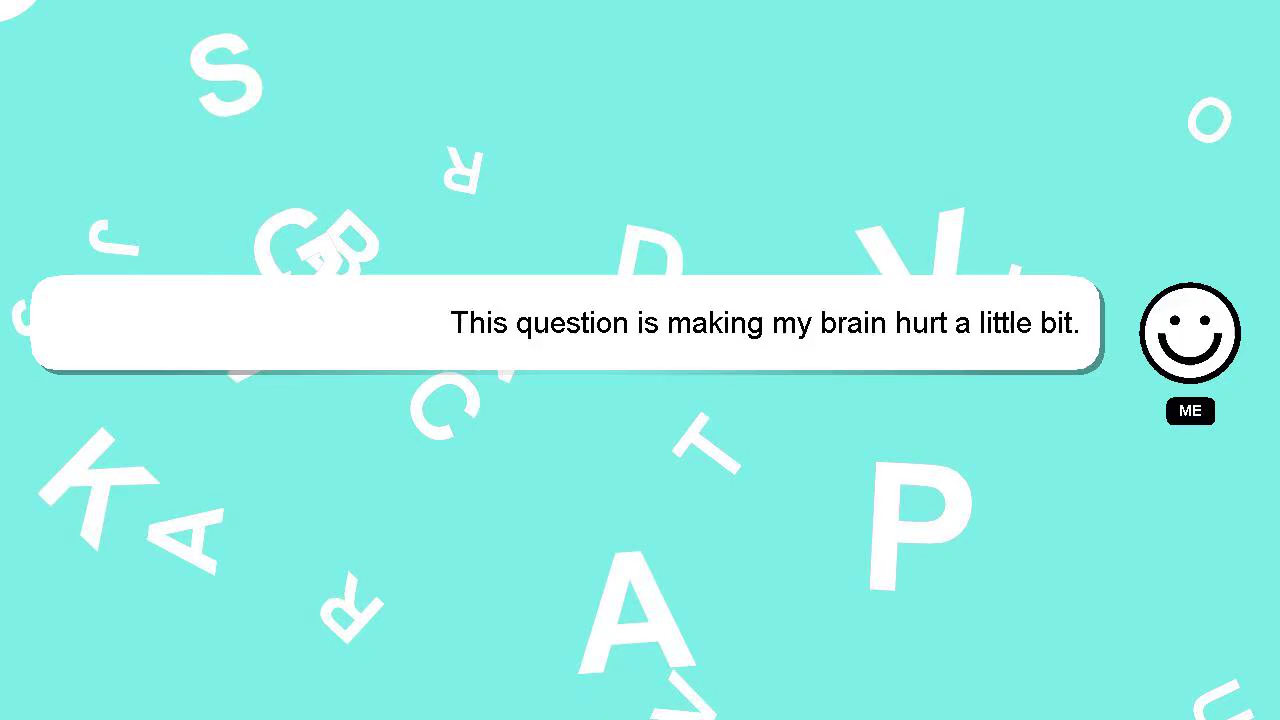 S
O
R
J
G
B
D
V
S
This question is making my brain hurt a little bit.
ME
C
T
K
P
A
R
A
U